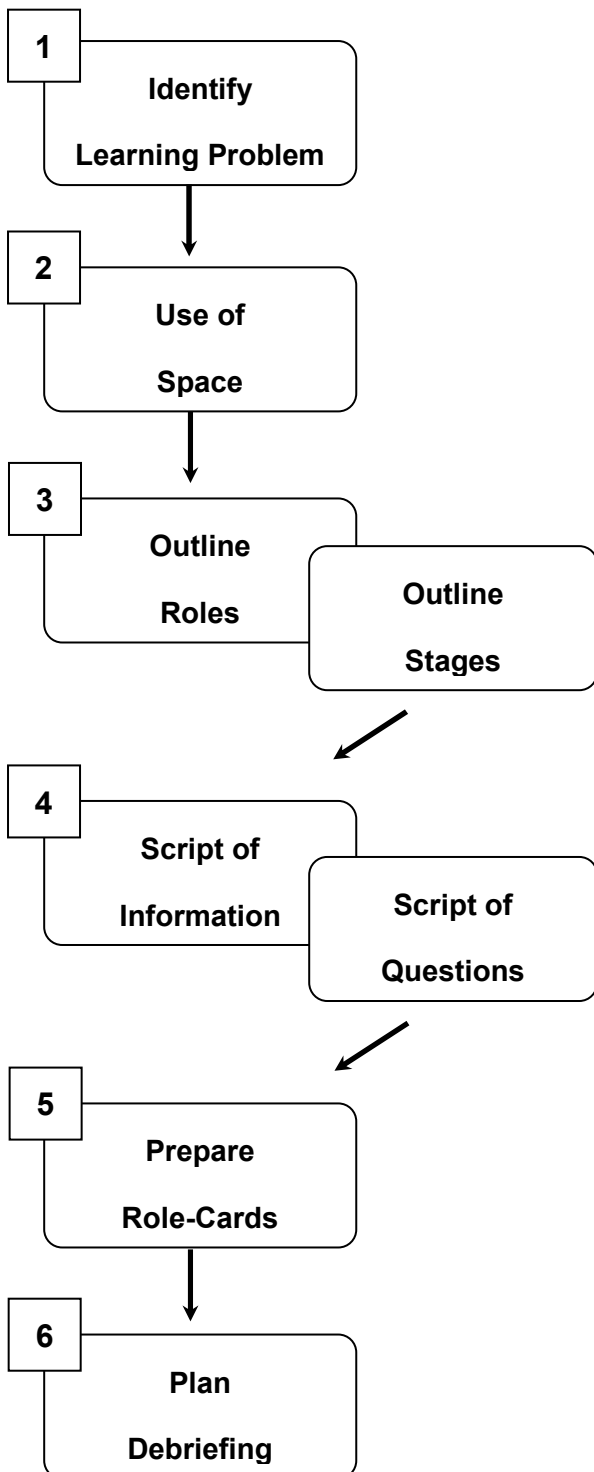 1
Identify
Learning Problem
2
Use of
Space
3
Outline
Roles
Outline
Stages
4
Script of
Information
Script of
Questions
5
Prepare
Role-Cards
6
Plan
Debriefing